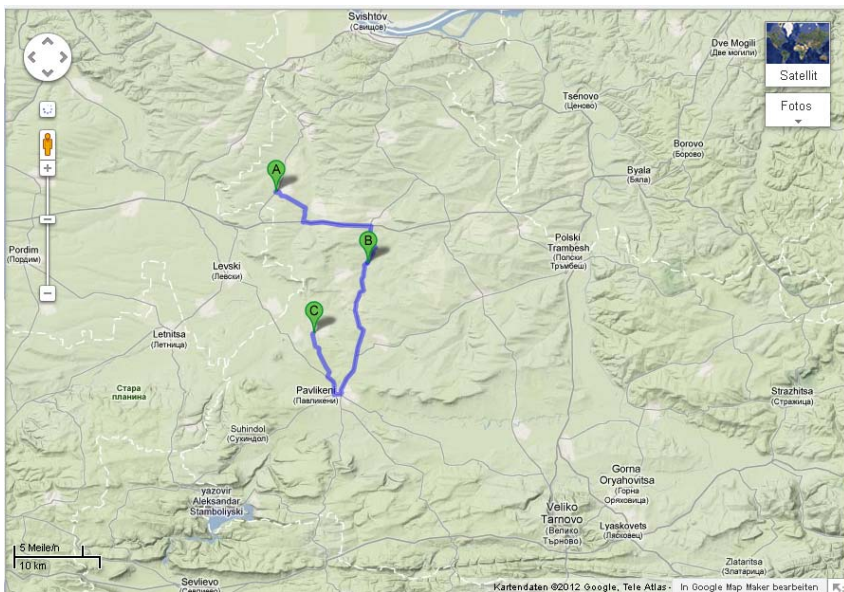 Svishtov
(Свищов)
Dve Mogili
(Две могили)
Satellit
Fotos
Tsenovo
(Ценово)
Borovo
(Борово)
Byala
(Бяла)
A
B
C
Pordim
(Пордим)
Levski
(Левски)
Polski
Trambesh
(Полски
Тръмбеш)
Letnitsa
(Летница)
Стара
планина
Pavlikeni
(Павликени)
Strazhitsa
(Стражица)
Suhindol
(Сухиндол)
yazovir
Aleksandar
Stamboliyski
Gorna
Oryahovitsa
(Горна
Оряховица)
Veliko
Tarnovo
(Велико
Търново)
Lyaskovets
(Лясковец)
Zlataritsa
(Златарица)
5 Meile/n
10 km
Sevlievo
(Севлиево)
Kartendaten ©2012 Google, Tele Atlas - In Google Map Maker bearbeiten